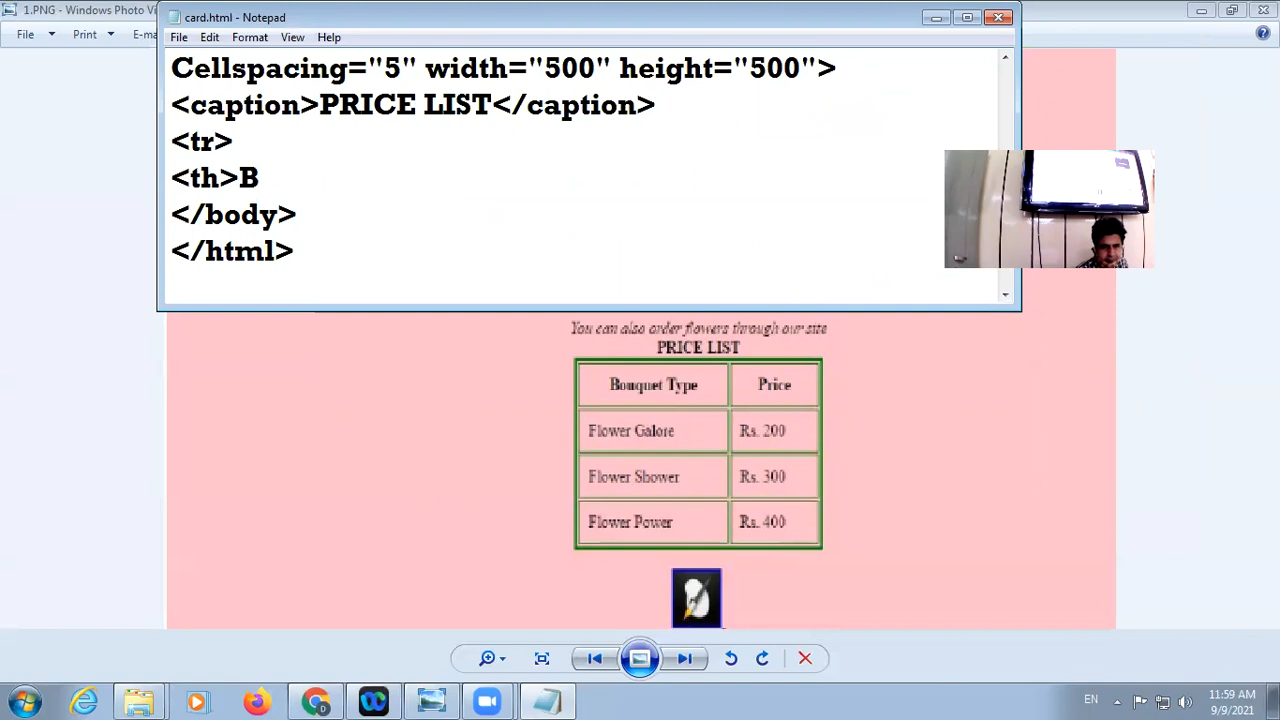 1.PNG - Windows Photo Vi
card.html - Notepad
File
Print
E-ma
File Edit Format View Help
Cellspacing="5" width="500" height="500">
<caption>PRICE LIST</caption>
<tr>
<th>B
</body>
</html>
You can also order flowers through our site
PRICE LIST
Bouquet Type Price
Flower Galore Rs. 200
Flower Shower Rs. 300
Flower Power Rs. 400
EN
11:59 AM
9/9/2021